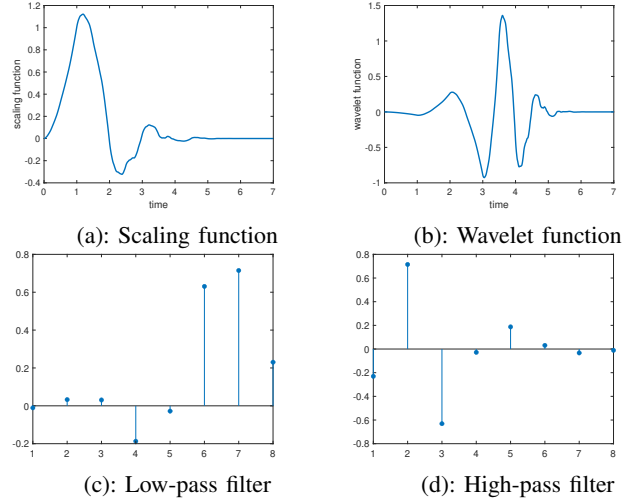 1.2
1
0.8
0.6
0.4
0.2
0
-0.2
-0.4
scaling function
0 1 2 3 4 5 6 7
time
(a): Scaling function
1.5
1
0.5
0
-0.5
-1
wavelet function
0 1 2 3 4 5 6 7
time
(b): Wavelet function
0.8
0.6
0.4
0.2
0
-0.2
1 2 3 4 5 6 7 8
(c): Low-pass filter
0.8
0.6
0.4
0.2
0
-0.2
-0.4
-0.6
-0.8
1 2 3 4 5 6 7 8
(d): High-pass filter